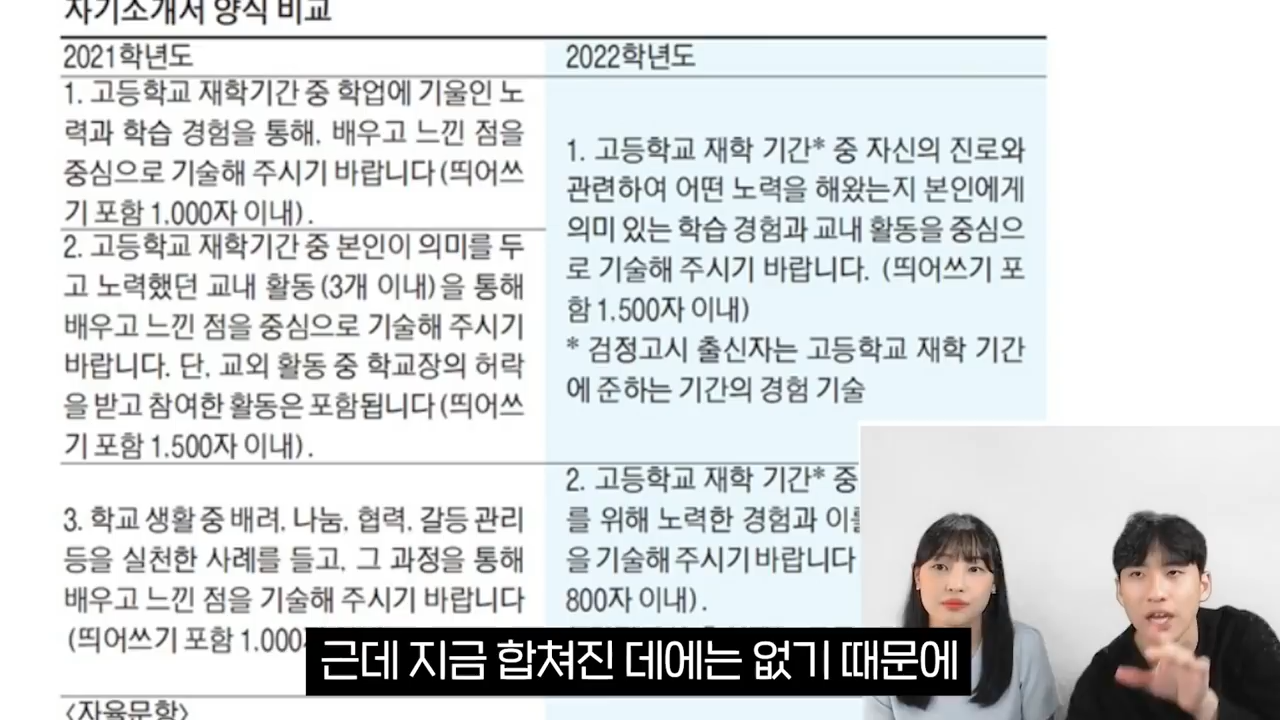 자기소개서 양식 비교
2021학년도
1. 고등학교 재학기간 중 학업에 기울인 노
력과 학습 경험을 통해, 배우고 느낀 점을
중심으로 기술해 주시기 바랍니다(띄어쓰
기 포함 1,000자 이내).
2. 고등학교 재학기간 중 본인이 의미를 두
고 노력했던 교내 활동(3개 이내)을 통해
배우고 느낀 점을 중심으로 기술해 주시기
바랍니다. 단, 교외 활동 중 학교장의 허락
을 받고 참여한 활동은 포함됩니다(띄어쓰
기 포함 1,500자 이내).
3. 학교 생활 중 배려, 나눔, 협력, 갈등 관리
등을 실천한 사례를 들고, 그 과정을 통해
배우고 느낀 점을 기술해 주시기 바랍니다
(띄어쓰기 포함 1,000
<자율문항>
2022학년도
1. 고등학교 재학 기간* 중 자신의 진로와
관련하여 어떤 노력을 해왔는지 본인에게
의미 있는 학습 경험과 교내 활동을 중심으
로 기술해 주시기 바랍니다. (띄어쓰기 포
함 1,500자 이내)
* 검정고시 출신자는 고등학교 재학 기간
에 준하는 기간의 경험 기술
2. 고등학교 재학 기간* 중
를 위해 노력한 경험과 이를
을 기술해 주시기 바랍니다
800자 이내).
근데 지금 합쳐진 데에는 없기 때문에